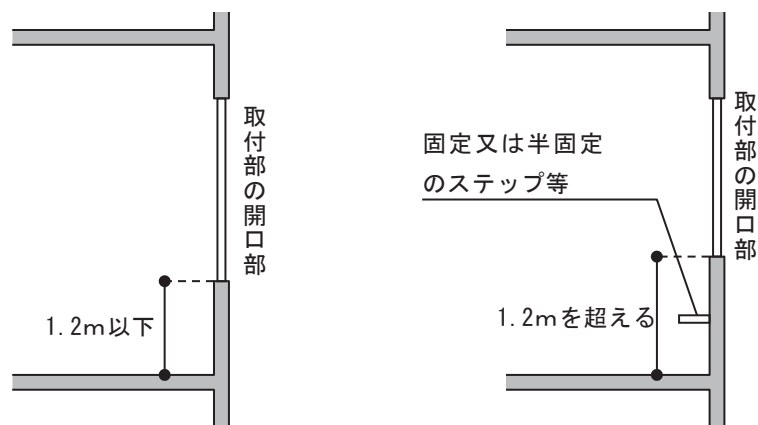 取付部の開口部
1.2m以下
固定又は半固定
のステップ等
1.2mを超える
取付部の開口部